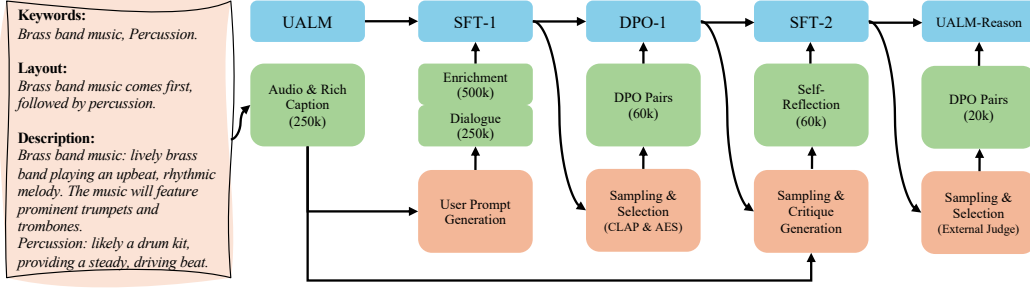 Keywords:
Brass band music, Percussion.
Layout:
Brass band music comes first,
followed by percussion.
Description:
Brass band music: lively brass
band playing an upbeat, rhythmic
melody. The music will feature
prominent trumpets and
trombones.
Percussion: likely a drum kit,
providing a steady, driving beat.
UALM
SFT-1
DPO-1
SFT-2
UALM-Reason
Audio & Rich
Caption
(250k)
Enrichment
(500k)
Dialogue
(250k)
DPO Pairs
(60k)
Self-
Reflection
(60k)
DPO Pairs
(20k)
User Prompt
Generation
Sampling &
Selection
(CLAP & AES)
Sampling &
Critique
Generation
Sampling &
Selection
(External Judge)